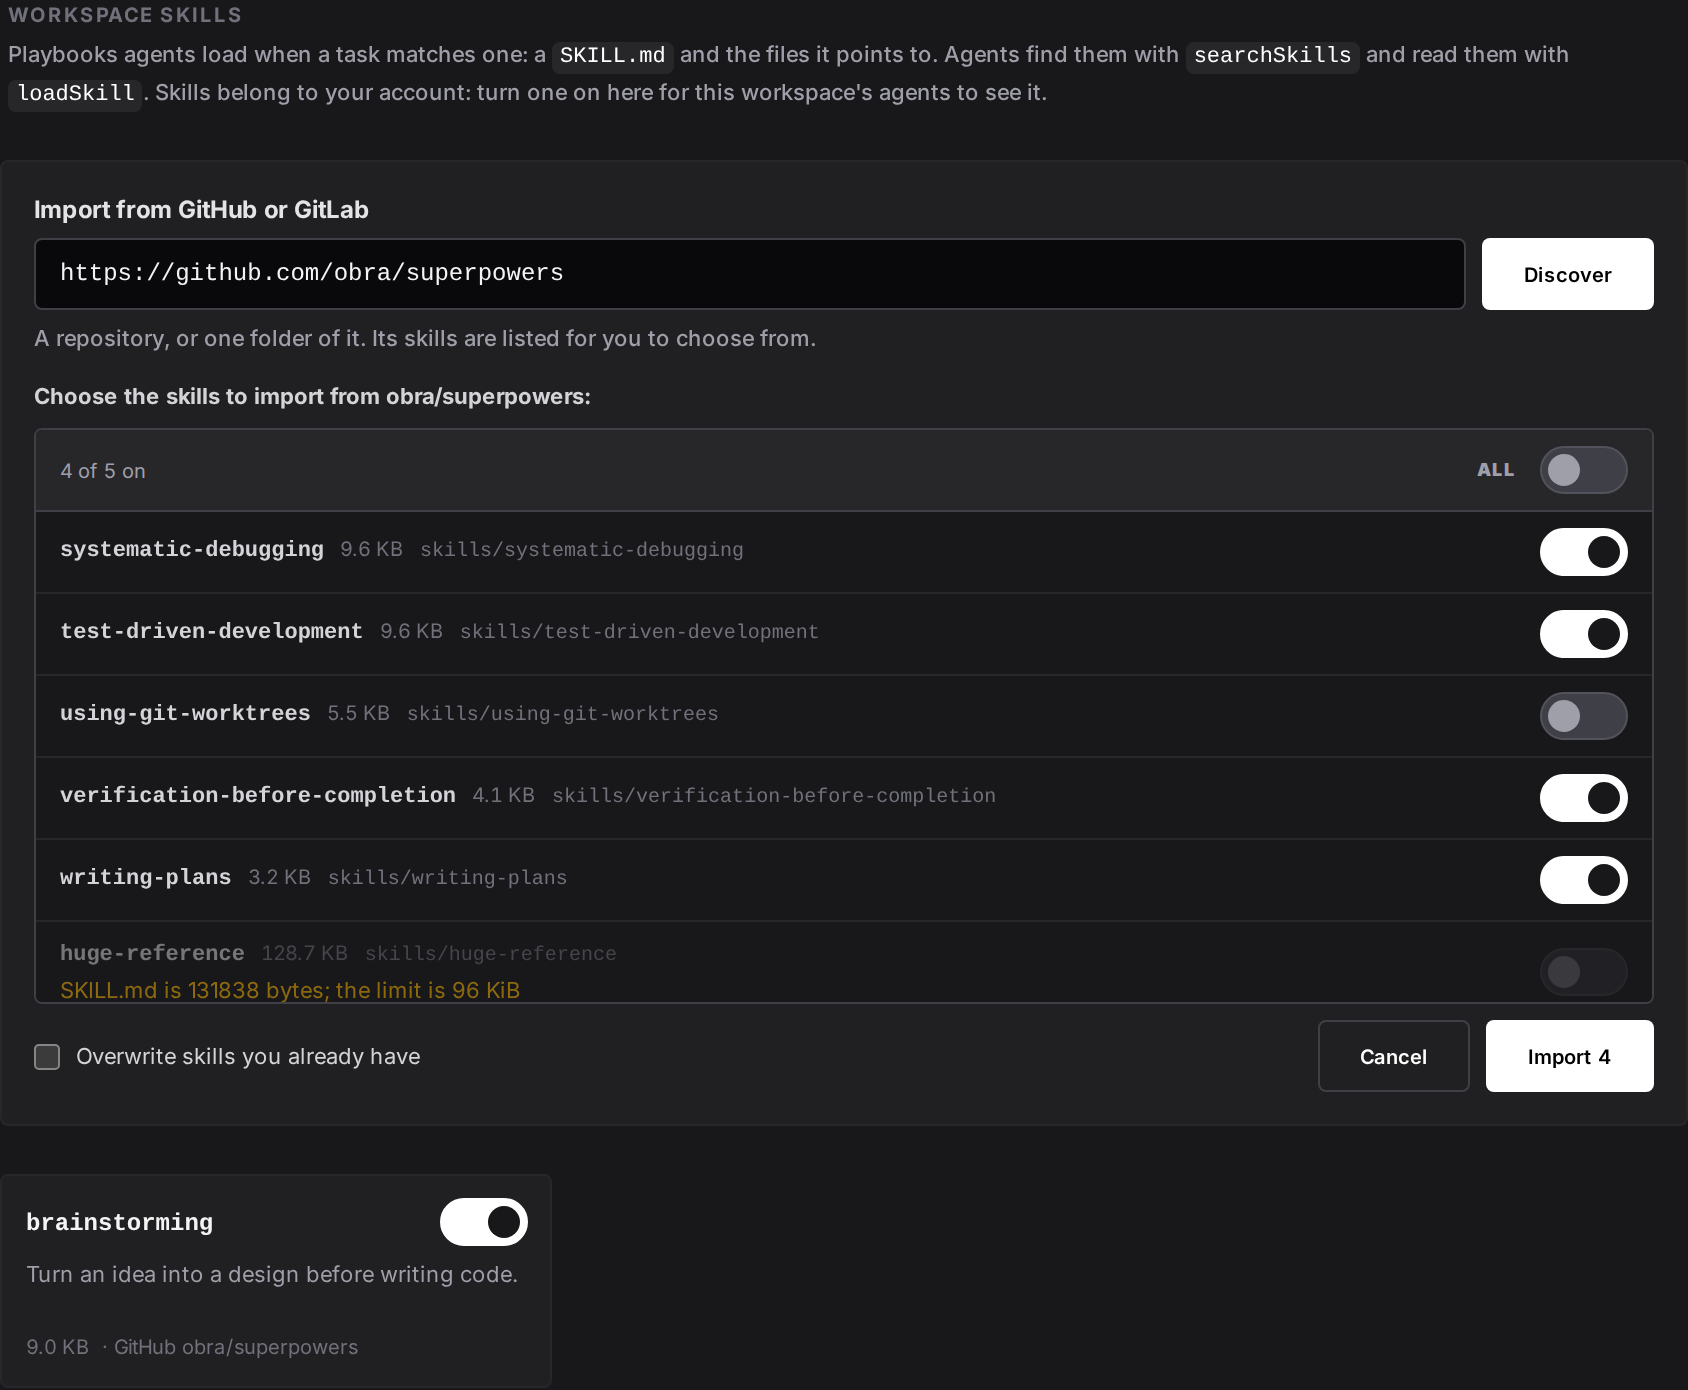 WORKSPACE SKILLS
Playbooks agents load when a task matches one: a SKILL.md and the files it points to. Agents find them with searchSkills and read them with
loadSkill. Skills belong to your account: turn one on here for this workspace's agents to see it.
Import from GitHub or GitLab
https://github.com/obra/superpowers
Discover
A repository, or one folder of it. Its skills are listed for you to choose from.
Choose the skills to import from obra/superpowers:
4 of 5 on ALL
systematic-debugging 9.6 KB skills/systematic-debugging
test-driven-development 9.6 KB skills/test-driven-development
using-git-worktrees 5.5 KB skills/using-git-worktrees
verification-before-completion 4.1 KB skills/verification-before-completion
writing-plans 3.2 KB skills/writing-plans
huge-reference 128.7 KB skills/huge-reference
SKILL.md is 131838 bytes; the limit is 96 KiB
Overwrite skills you already have
Cancel
Import 4
brainstorming
Turn an idea into a design before writing code.
9.0 KB · GitHub obra/superpowers